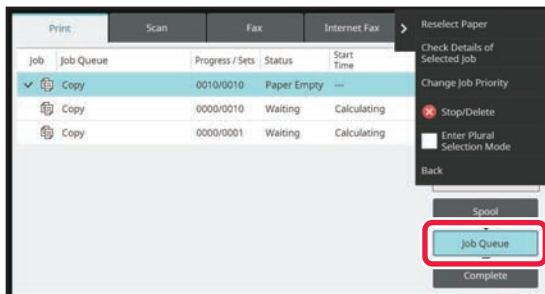 Print Scan Fax Internet Fax
Job Job Queue Progress / Sets Status Start
Time
Copy 0010/0010 Paper Empty ---
Copy 0000/0010 Waiting Calculating
Copy 0000/0001 Waiting Calculating
Reselect Paper
Check Details of
Selected Job
Change Job Priority
Stop/Delete
Enter Plural
Selection Mode
Back
Spool
Job Queue
Complete